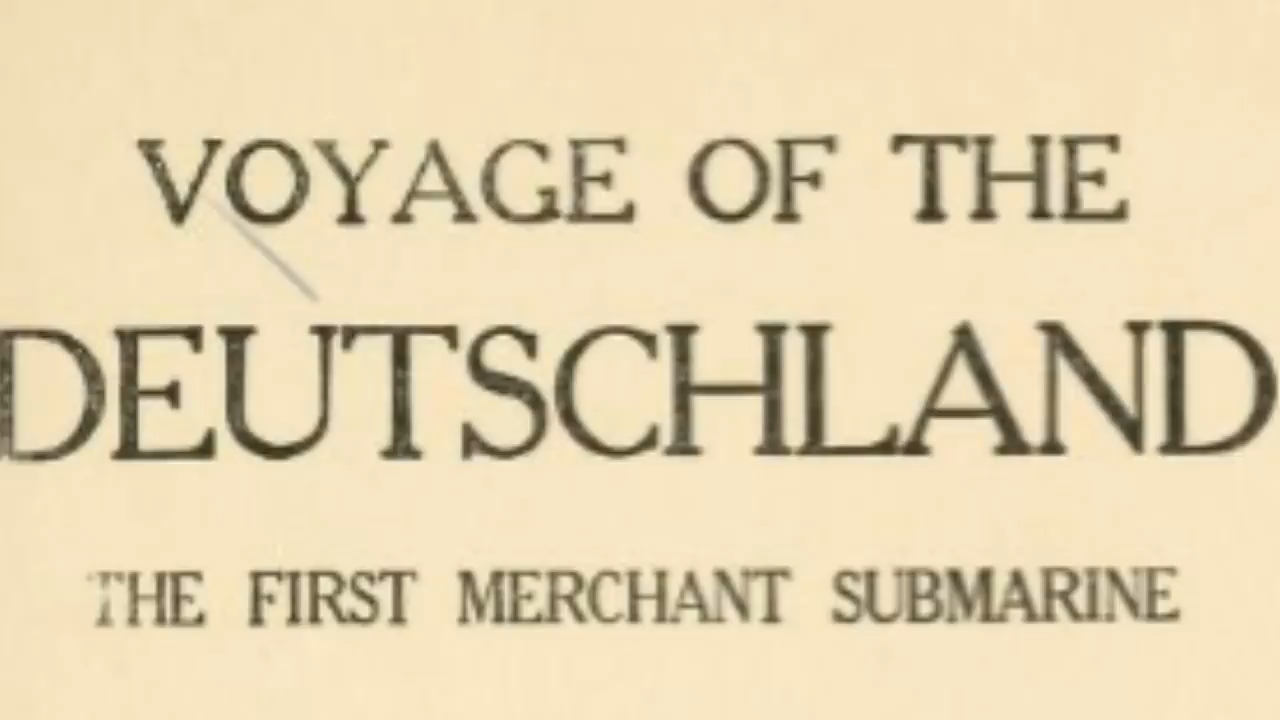 VOYAGE OF THE
DEUTSCHLAND
THE FIRST MERCHANT SUBMARINE